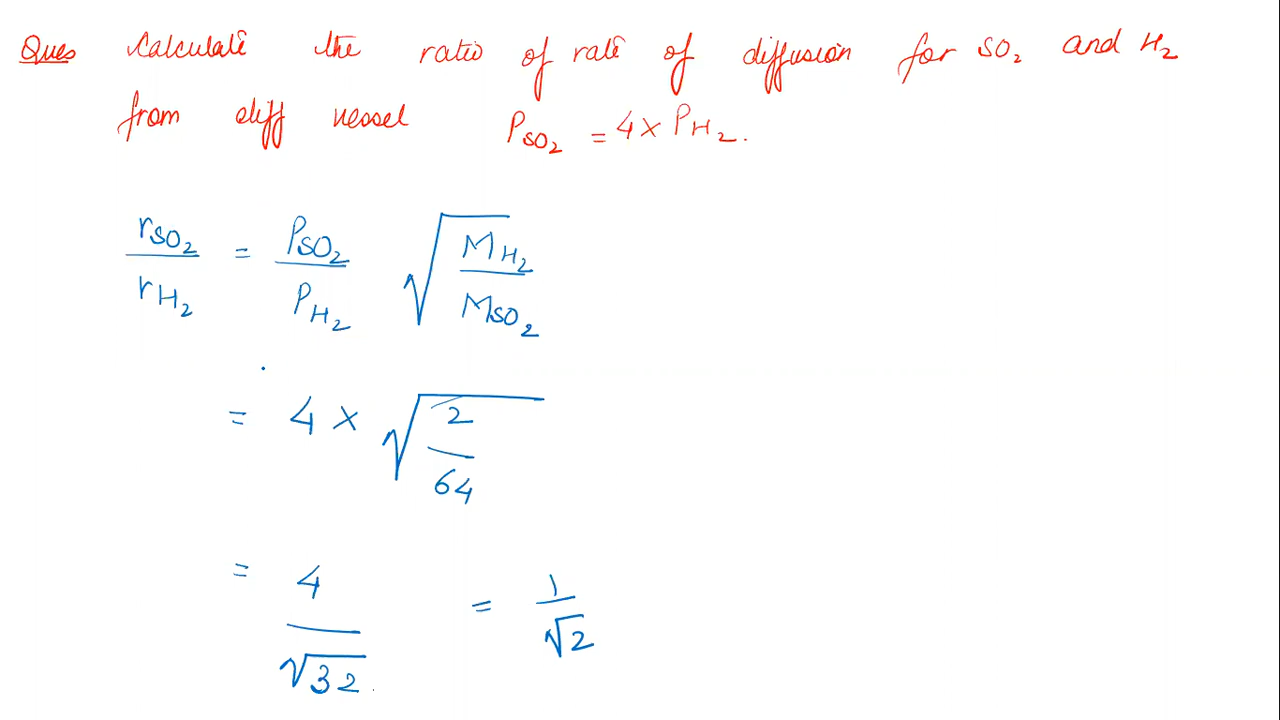 Ques Calculate the ratio of rate of diffusion for SO₂ and H₂
from diff vessel P_SO₂ = 4 × P_H₂.
r_SO₂ / r_H₂ = P_SO₂ / P_H₂ √(M_H₂ / M_SO₂)
= 4 × √(2 / 64)
= 4 / √32 = 1 / √2